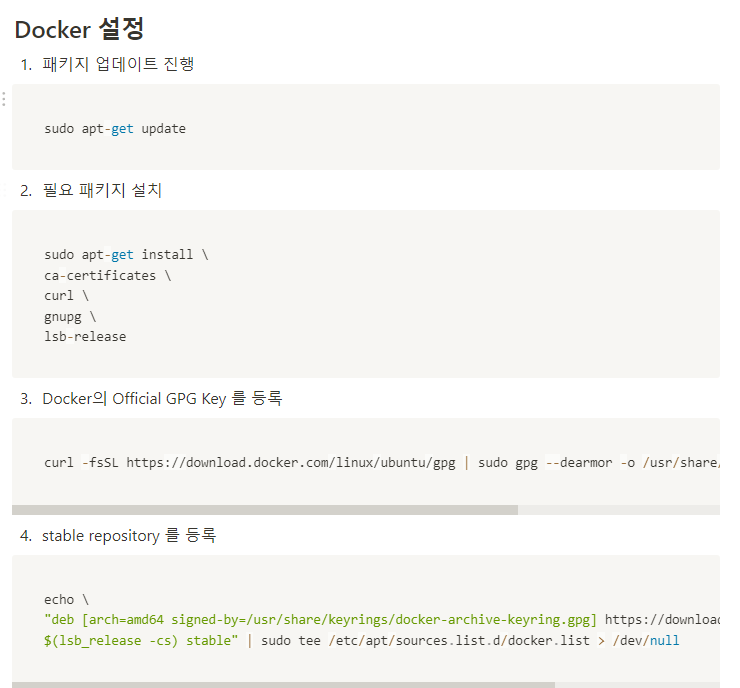 Docker 설정
1. 패키지 업데이트 진행
sudo apt-get update
2. 필요 패키지 설치
sudo apt-get install \
ca-certificates \
curl \
gnupg \
lsb-release
3. Docker의 Official GPG Key 를 등록
curl -fsSL https://download.docker.com/linux/ubuntu/gpg | sudo gpg --dearmor -o /usr/share/
4. stable repository 를 등록
echo \
"deb [arch=amd64 signed-by=/usr/share/keyrings/docker-archive-keyring.gpg] https://download
$(lsb_release -cs) stable" | sudo tee /etc/apt/sources.list.d/docker.list > /dev/null